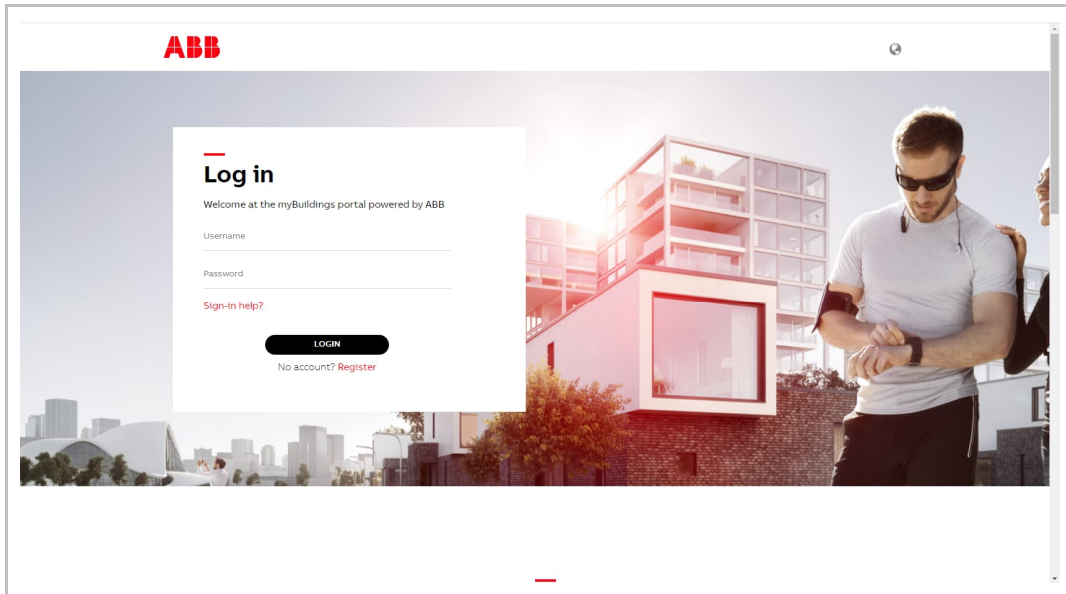 ABB
Log in
Welcome at the myBuildings portal powered by ABB
Username
Password
Sign-in help?
LOGIN
No account? Register